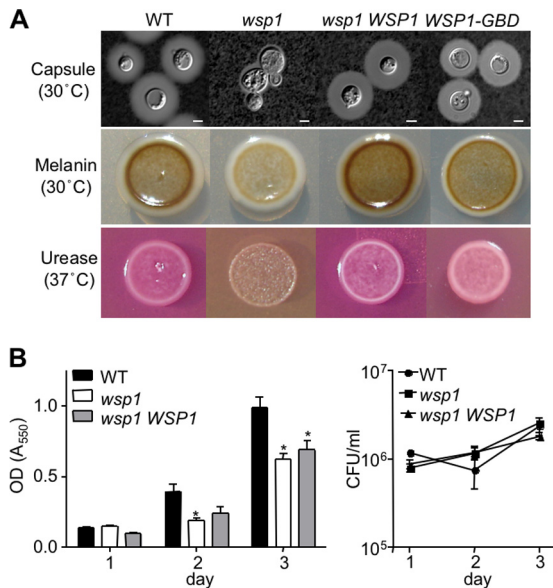 A
WT wsp1 wsp1 WSP1 WSP1-GBD
Capsule
(30˚C)
Melanin
(30˚C)
Urease
(37˚C)
B
WT
wsp1
wsp1 WSP1
OD (A550)
1.0
0.5
0.0
* * *
1 2 3
day
WT
wsp1
wsp1 WSP1
CFU/ml
10^7
10^6
10^5
1 2 3
day